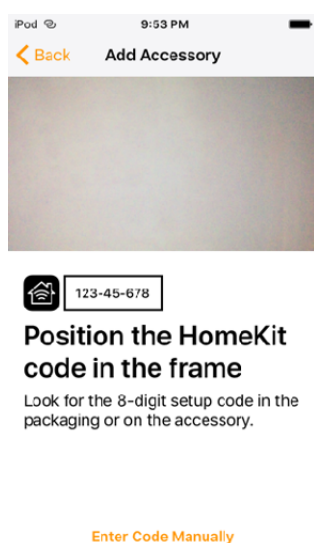 iPod 9:53 PM
Back Add Accessory
123-45-678
Position the HomeKit
code in the frame
Look for the 8-digit setup code in the
packaging or on the accessory.
Enter Code Manually